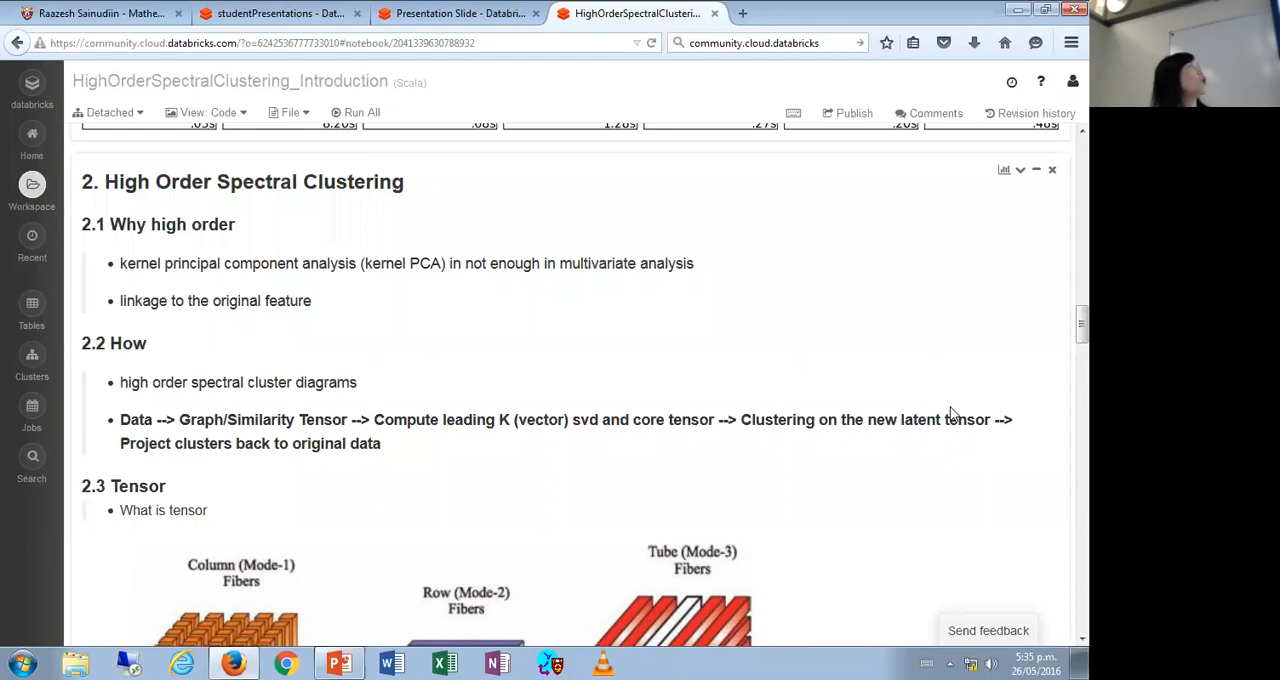 Raazesh Sainudiin - Mathe...
studentPresentations - Dat...
Presentation Slide - Databri...
HighOrderSpectralClusteri...
https://community.cloud.databricks.com/?o=6242536777733010#notebook/2041339630788932
community.cloud.databricks
HighOrderSpectralClustering_Introduction (Scala)
databricks
Home
Workspace
Recent
Tables
Clusters
Jobs
Search
Detached
View: Code
File
Run All
Publish
Comments
Revision history
2. High Order Spectral Clustering
2.1 Why high order
• kernel principal component analysis (kernel PCA) in not enough in multivariate analysis
• linkage to the original feature
2.2 How
• high order spectral cluster diagrams
• Data --> Graph/Similarity Tensor --> Compute leading K (vector) svd and core tensor --> Clustering on the new latent tensor -->
Project clusters back to original data
2.3 Tensor
• What is tensor
Column (Mode-1)
Fibers
Row (Mode-2)
Fibers
Tube (Mode-3)
Fibers
Send feedback
5:35 p.m.
26/05/2016